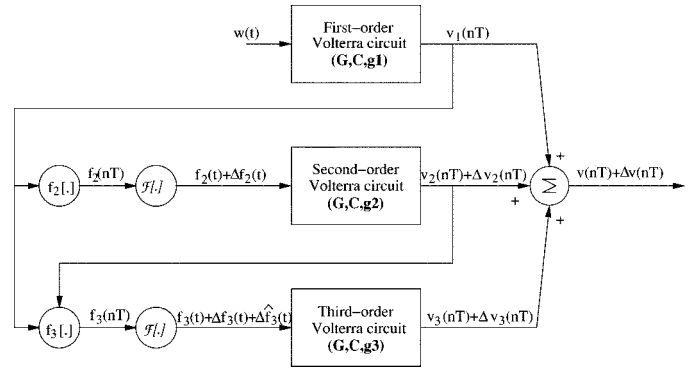 First−order
w(t) Volterra circuit v₁(nT)
(G,C,g1)
+
f₂[.] f₂(nT) ℱ[.] f₂(t)+Δf₂(t) Second−order v₂(nT)+Δv₂(nT) Σ v(nT)+Δv(nT)
Volterra circuit
(G,C,g2) +
+
f₃[.] f₃(nT) ℱ[.] f₃(t)+Δf₃(t)+Δf̂₃(t) Third−order v₃(nT)+Δv₃(nT)
Volterra circuit
(G,C,g3)